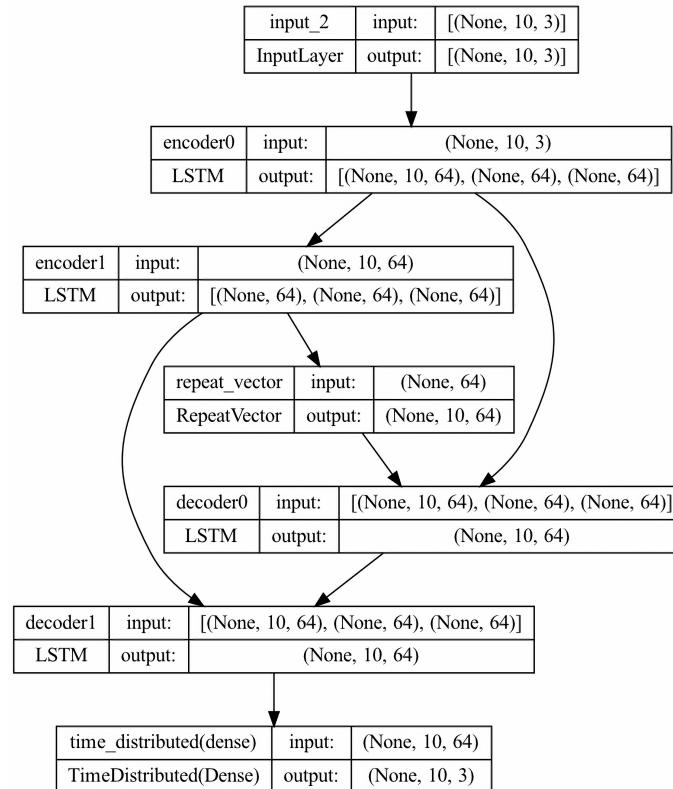 input_2 input: [(None, 10, 3)]
InputLayer output: [(None, 10, 3)]
encoder0 input: (None, 10, 3)
LSTM output: [(None, 10, 64), (None, 64), (None, 64)]
encoder1 input: (None, 10, 64)
LSTM output: [(None, 64), (None, 64), (None, 64)]
repeat_vector input: (None, 64)
RepeatVector output: (None, 10, 64)
decoder0 input: [(None, 10, 64), (None, 64), (None, 64)]
LSTM output: (None, 10, 64)
decoder1 input: [(None, 10, 64), (None, 64), (None, 64)]
LSTM output: (None, 10, 64)
time_distributed(dense) input: (None, 10, 64)
TimeDistributed(Dense) output: (None, 10, 3)